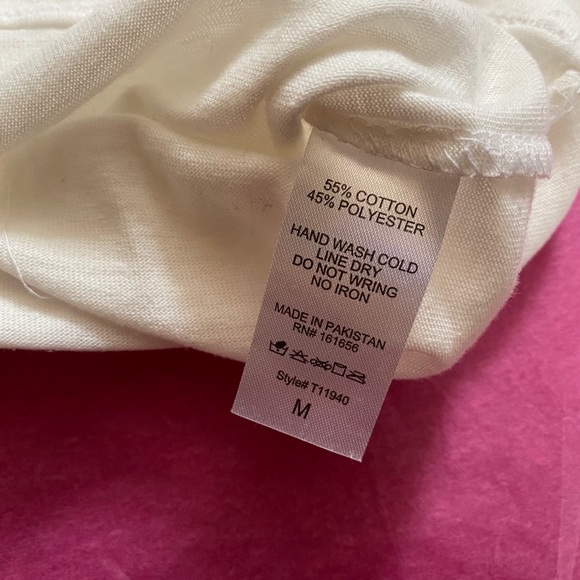 55% COTTON
45% POLYESTER
HAND WASH COLD
LINE DRY
DO NOT WRING
NO IRON
MADE IN PAKISTAN
RN# 161656
Style# T11940
M